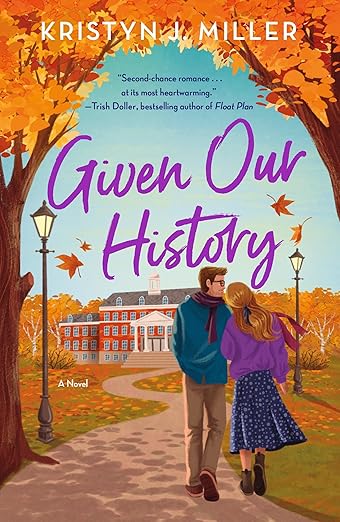 KRISTYN J. MILLER
“Second-chance romance . . .
at its most heartwarming.”
—Trish Doller, bestselling author of Float Plan
Given Our
History
A Novel